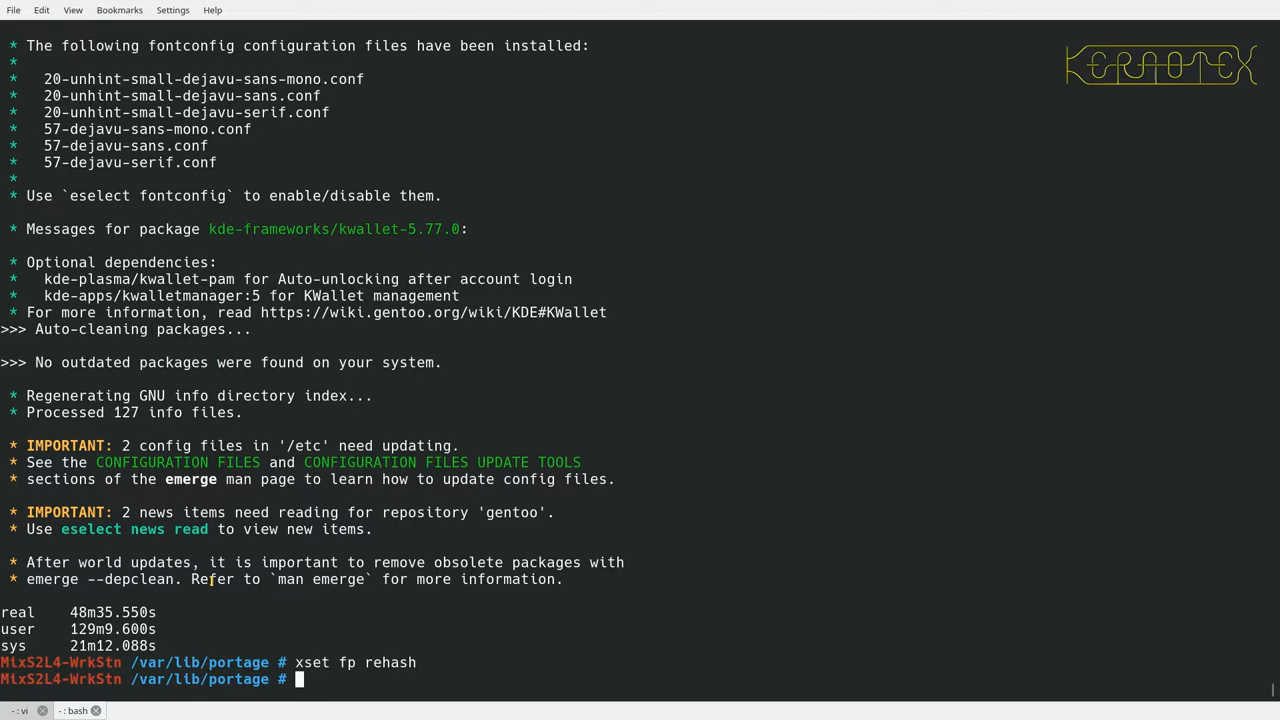 File Edit View Bookmarks Settings Help
* The following fontconfig configuration files have been installed:
*
* 20-unhint-small-dejavu-sans-mono.conf
* 20-unhint-small-dejavu-sans.conf
* 20-unhint-small-dejavu-serif.conf
* 57-dejavu-sans-mono.conf
* 57-dejavu-sans.conf
* 57-dejavu-serif.conf
*
* Use `eselect fontconfig` to enable/disable them.
* Messages for package kde-frameworks/kwallet-5.77.0:
* Optional dependencies:
* kde-plasma/kwallet-pam for Auto-unlocking after account login
* kde-apps/kwalletmanager:5 for KWallet management
* For more information, read https://wiki.gentoo.org/wiki/KDE#KWallet
>>> Auto-cleaning packages...
>>> No outdated packages were found on your system.
* Regenerating GNU info directory index...
* Processed 127 info files.
* IMPORTANT: 2 config files in '/etc' need updating.
* See the CONFIGURATION FILES and CONFIGURATION FILES UPDATE TOOLS
* sections of the emerge man page to learn how to update config files.
* IMPORTANT: 2 news items need reading for repository 'gentoo'.
* Use eselect news read to view new items.
* After world updates, it is important to remove obsolete packages with
* emerge --depclean. Refer to `man emerge` for more information.
real 48m35.550s
user 129m9.600s
sys 21m12.088s
MixS2L4-WrkStn /var/lib/portage # xset fp rehash
MixS2L4-WrkStn /var/lib/portage #
- : vi - : bash